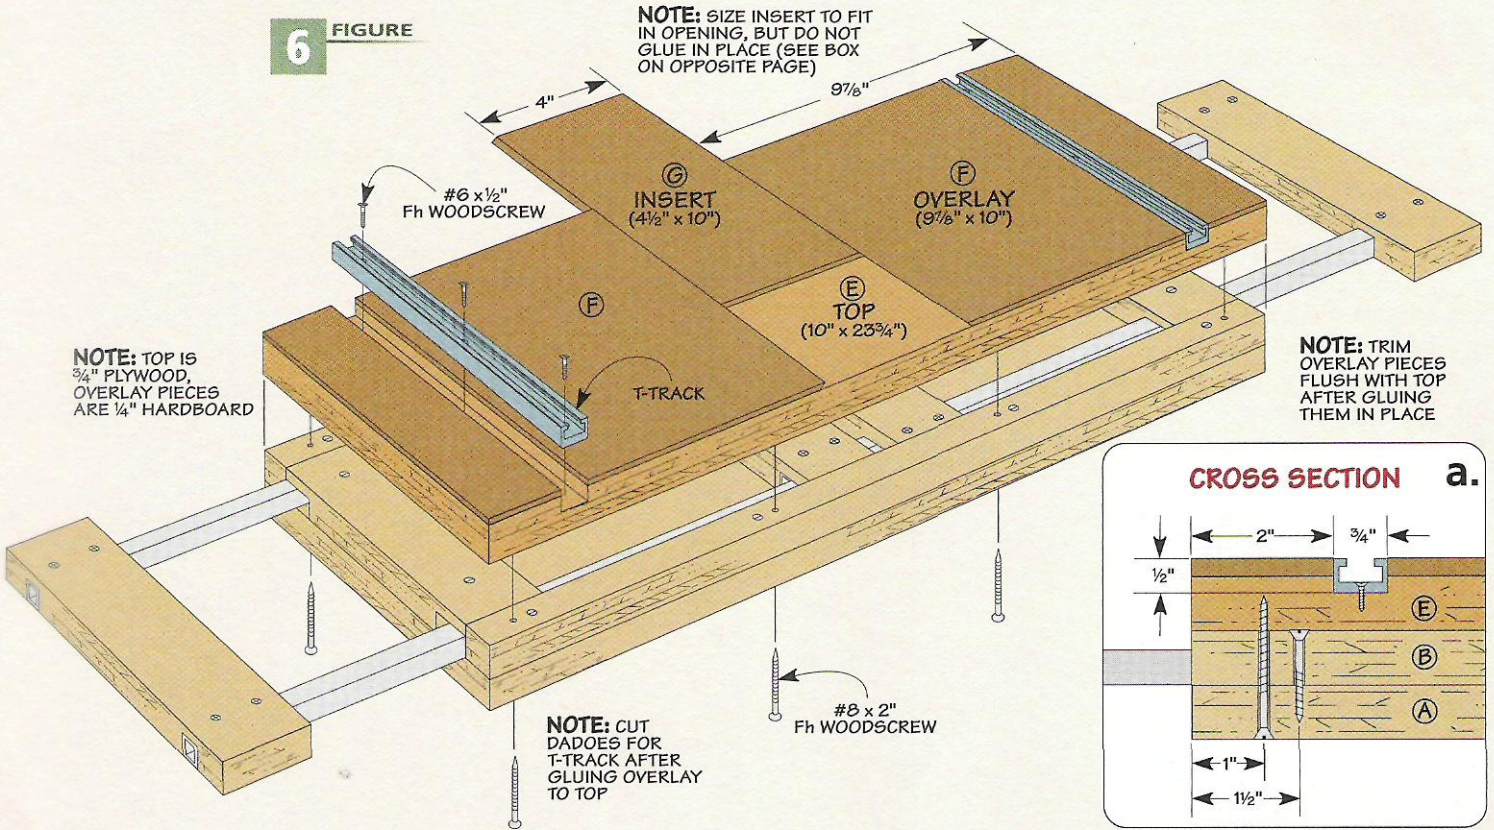 6 FIGURE
NOTE: SIZE INSERT TO FIT
IN OPENING, BUT DO NOT
GLUE IN PLACE (SEE BOX
ON OPPOSITE PAGE)
4"
9⅞"
#6 x ½"
Fh WOODSCREW
G
INSERT
(4½" x 10")
F
OVERLAY
(9⅞" x 10")
F
E
TOP
(10" x 23¾")
NOTE: TOP IS
¾" PLYWOOD,
OVERLAY PIECES
ARE ¼" HARDBOARD
T-TRACK
NOTE: TRIM
OVERLAY PIECES
FLUSH WITH TOP
AFTER GLUING
THEM IN PLACE
NOTE: CUT
DADOES FOR
T-TRACK AFTER
GLUING OVERLAY
TO TOP
#8 x 2"
Fh WOODSCREW
CROSS SECTION a.
2"
¾"
½"
E
B
A
1"
1½"